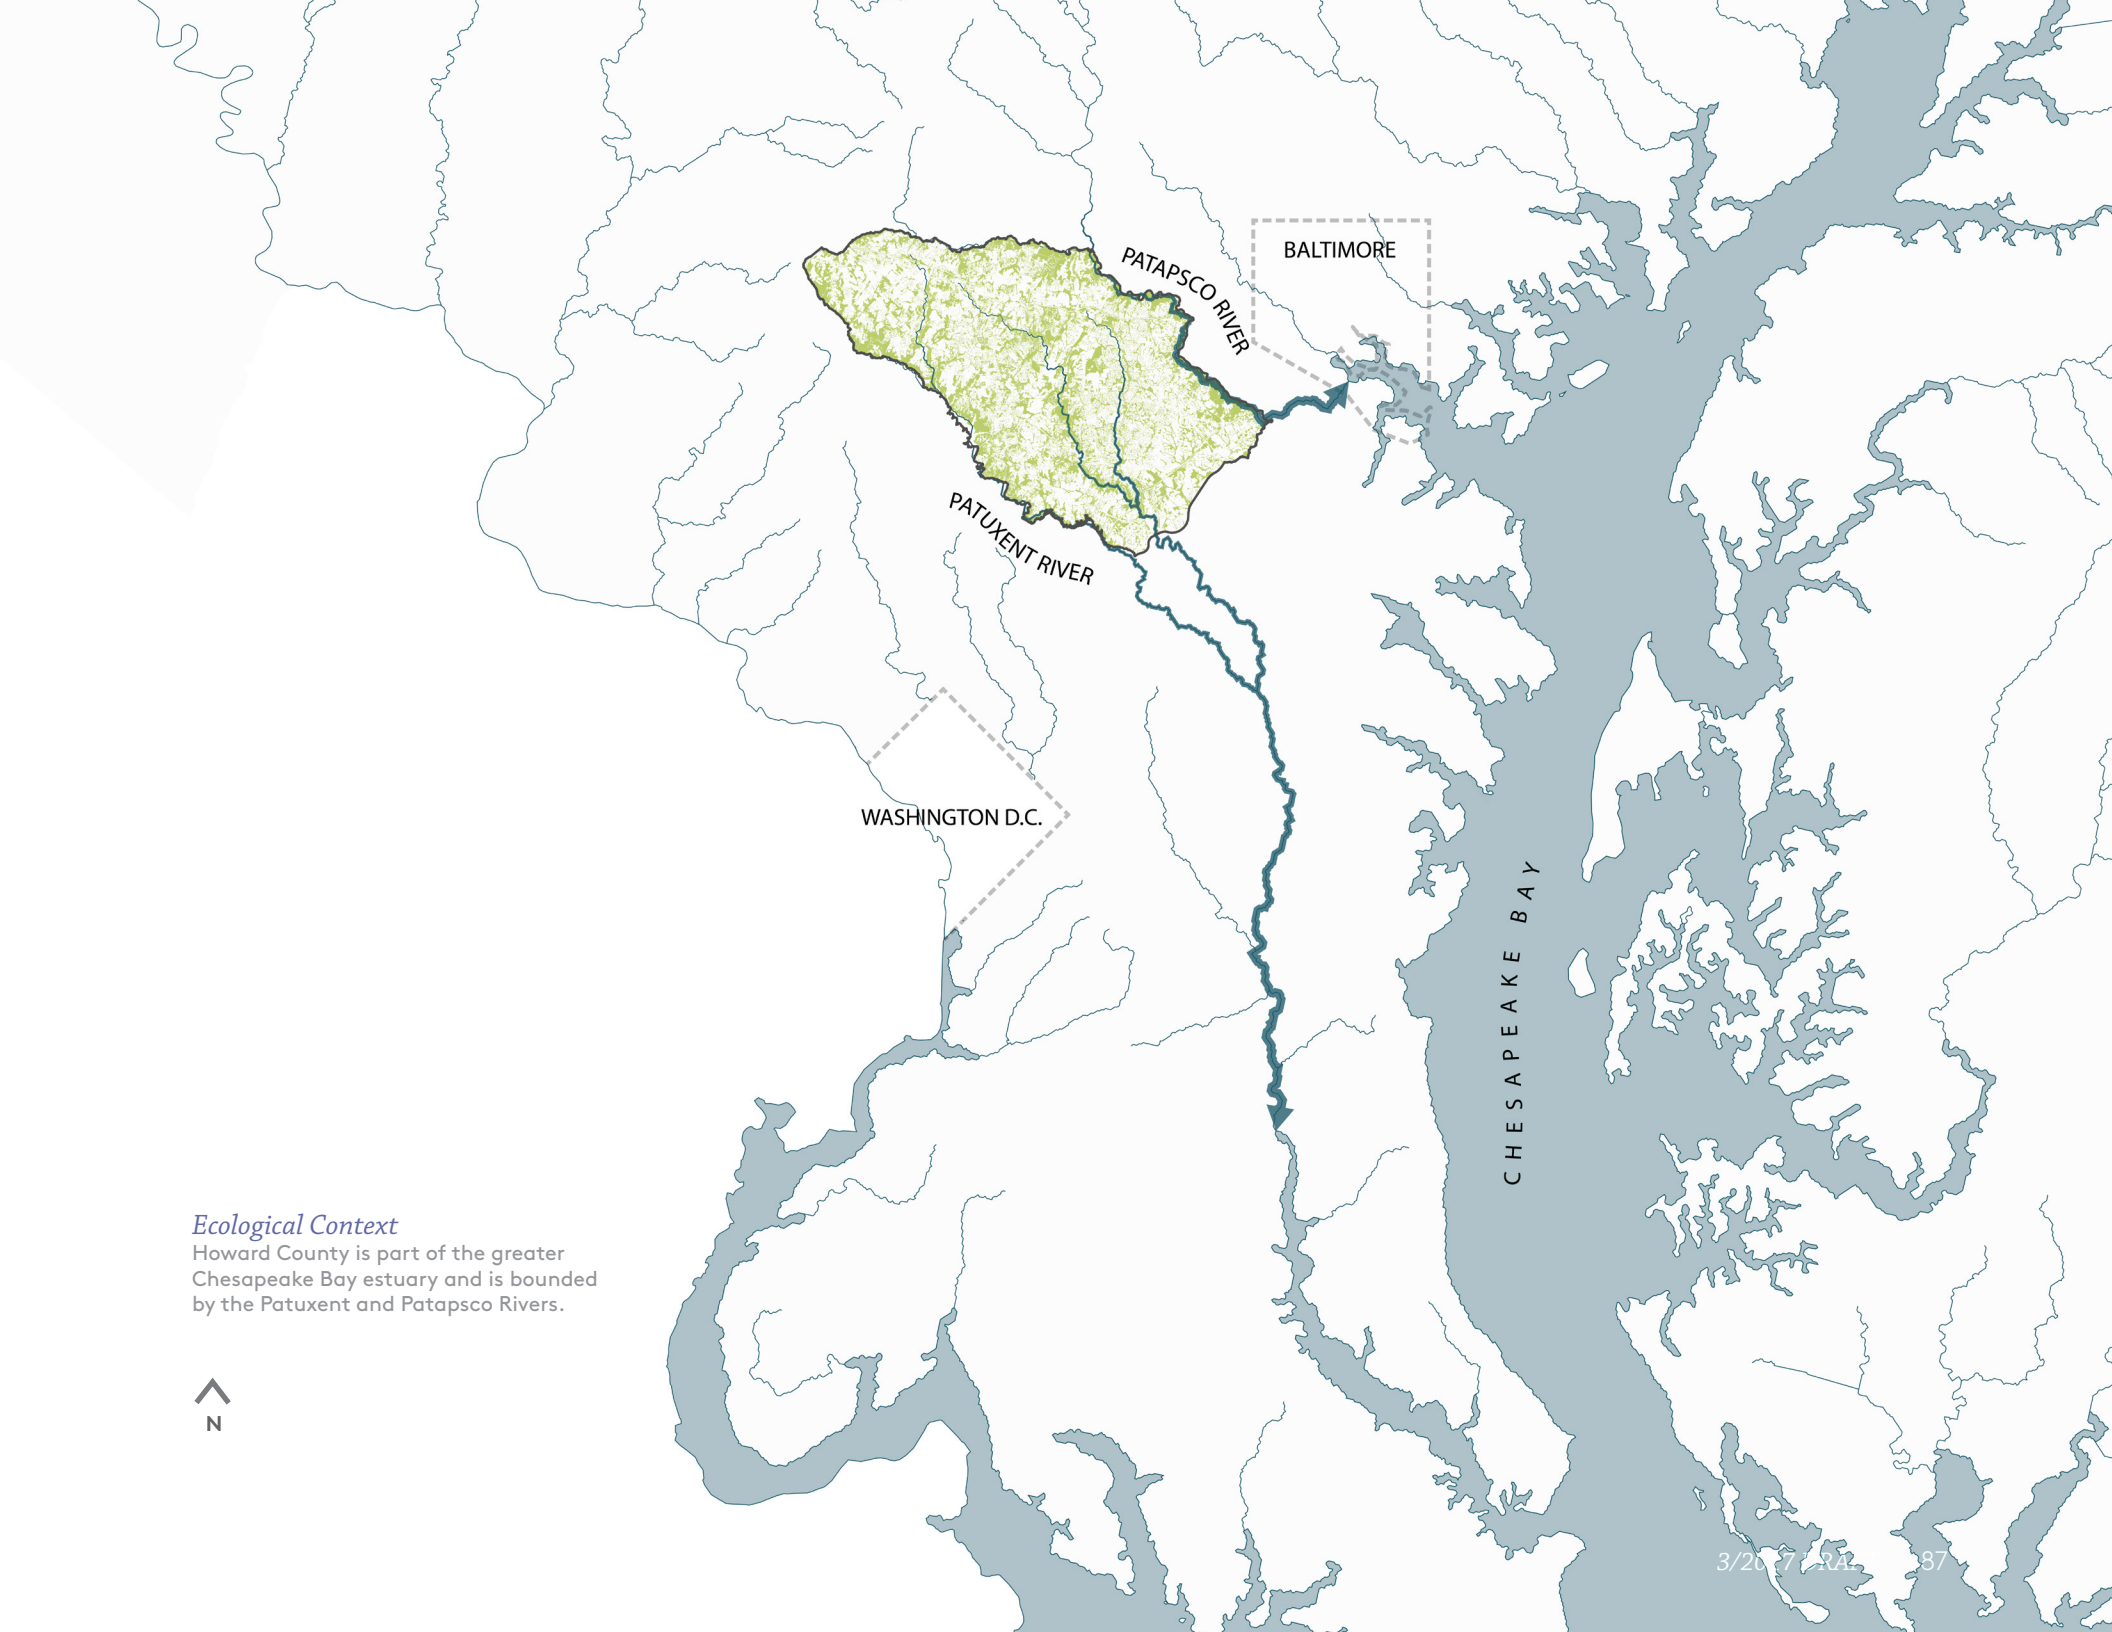 PATAPSCO RIVER
BALTIMORE
PATUXENT RIVER
WASHINGTON D.C.
CHESAPEAKE BAY
Ecological Context
Howard County is part of the greater
Chesapeake Bay estuary and is bounded
by the Patuxent and Patapsco Rivers.
N
87